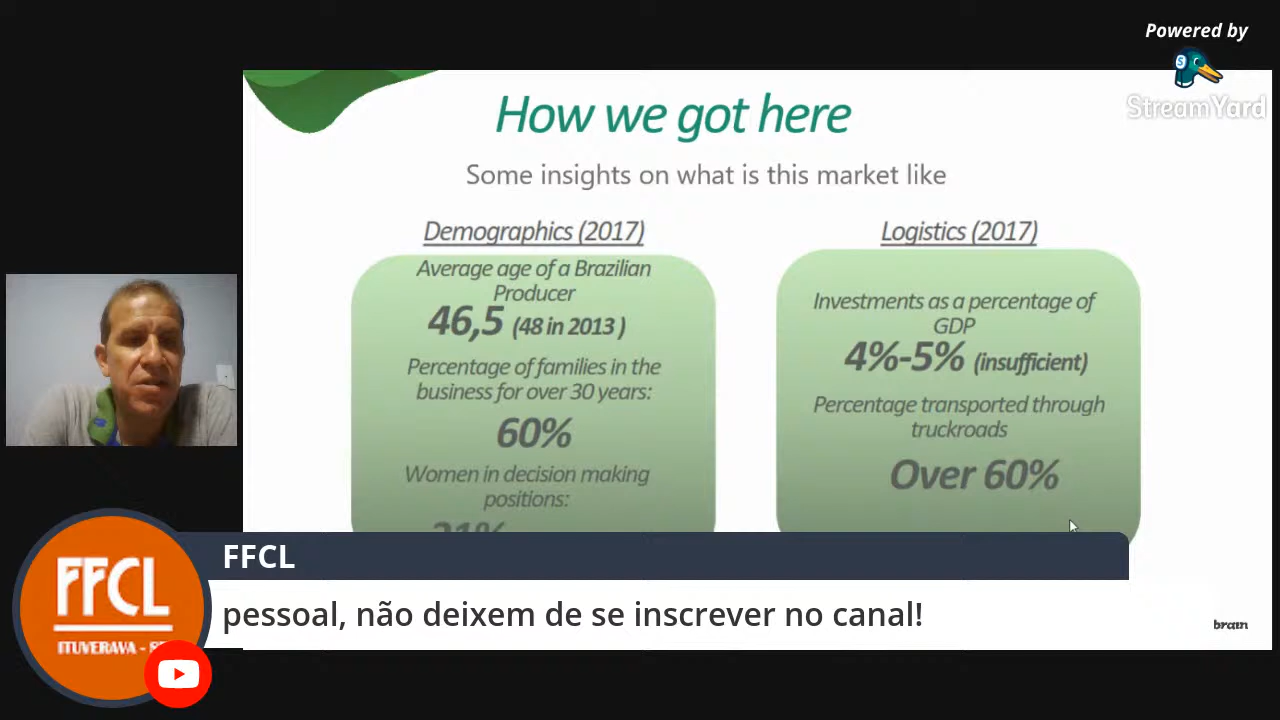 Powered by
StreamYard
How we got here
Some insights on what is this market like
Demographics (2017)
Average age of a Brazilian
Producer
46,5 (48 in 2013 )
Percentage of families in the
business for over 30 years:
60%
Women in decision making
positions:
Logistics (2017)
Investments as a percentage of
GDP
4%-5% (insufficient)
Percentage transported through
truckroads
Over 60%
brain
FFCL
pessoal, não deixem de se inscrever no canal!
FFCL
ITUVERAVA -